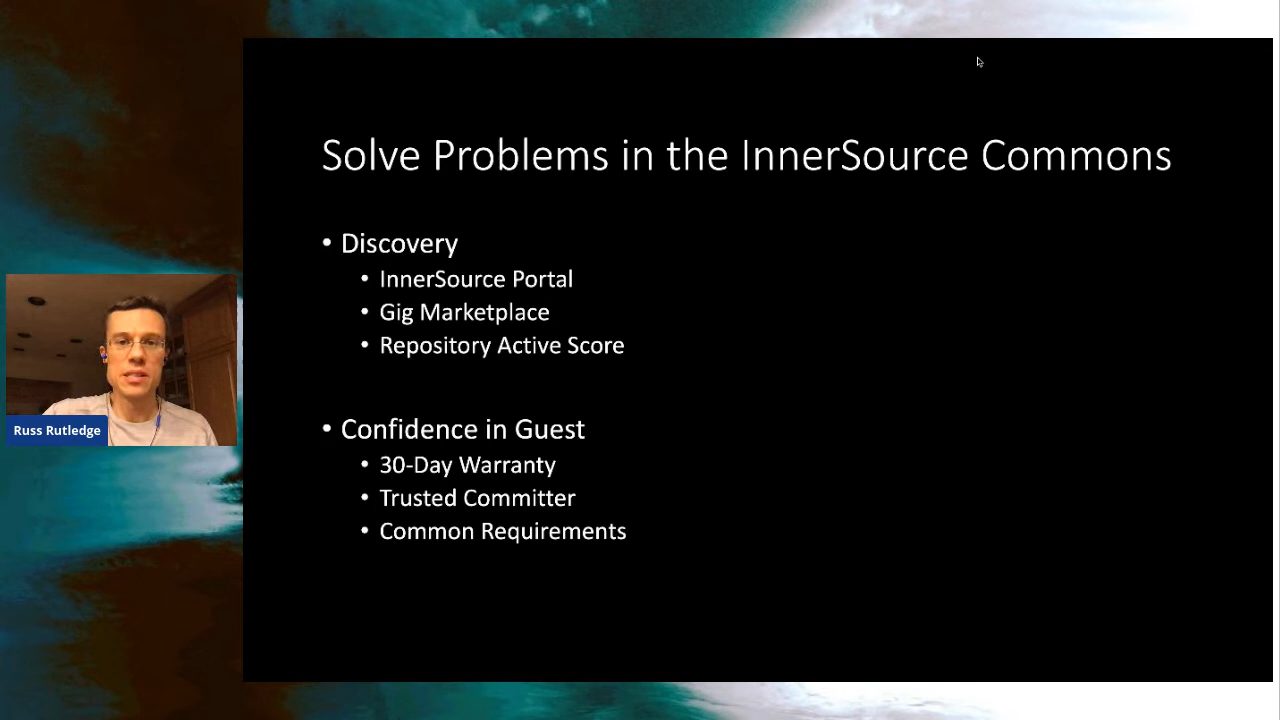 Solve Problems in the InnerSource Commons
• Discovery
• InnerSource Portal
• Gig Marketplace
• Repository Active Score
• Confidence in Guest
• 30-Day Warranty
• Trusted Committer
• Common Requirements
Russ Rutledge